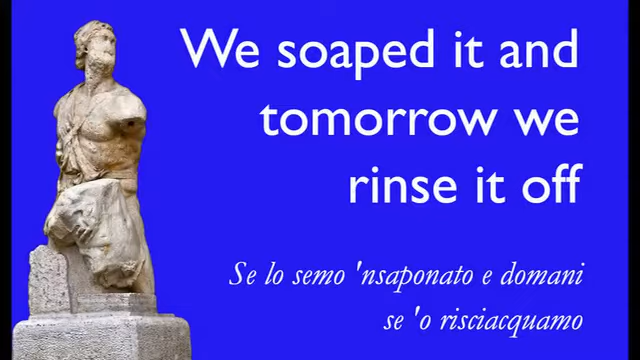 We soaped it and
tomorrow we
rinse it off
Se lo semo 'nsaponato e domani
se 'o risciacquamo